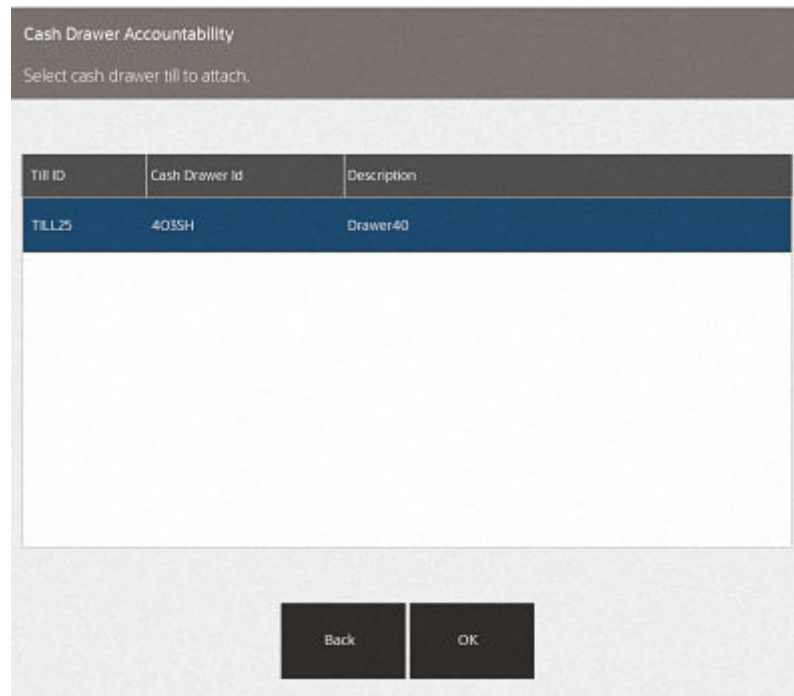 Cash Drawer Accountability
Select cash drawer till to attach.
Till ID Cash Drawer Id Description
TILL25 403SH Drawer40
Back OK